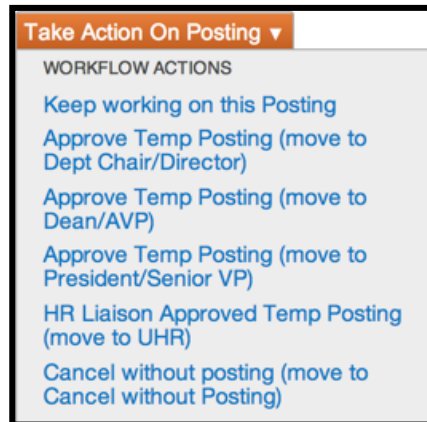 Take Action On Posting ▼
WORKFLOW ACTIONS
Keep working on this Posting
Approve Temp Posting (move to
Dept Chair/Director)
Approve Temp Posting (move to
Dean/AVP)
Approve Temp Posting (move to
President/Senior VP)
HR Liaison Approved Temp Posting
(move to UHR)
Cancel without posting (move to
Cancel without Posting)